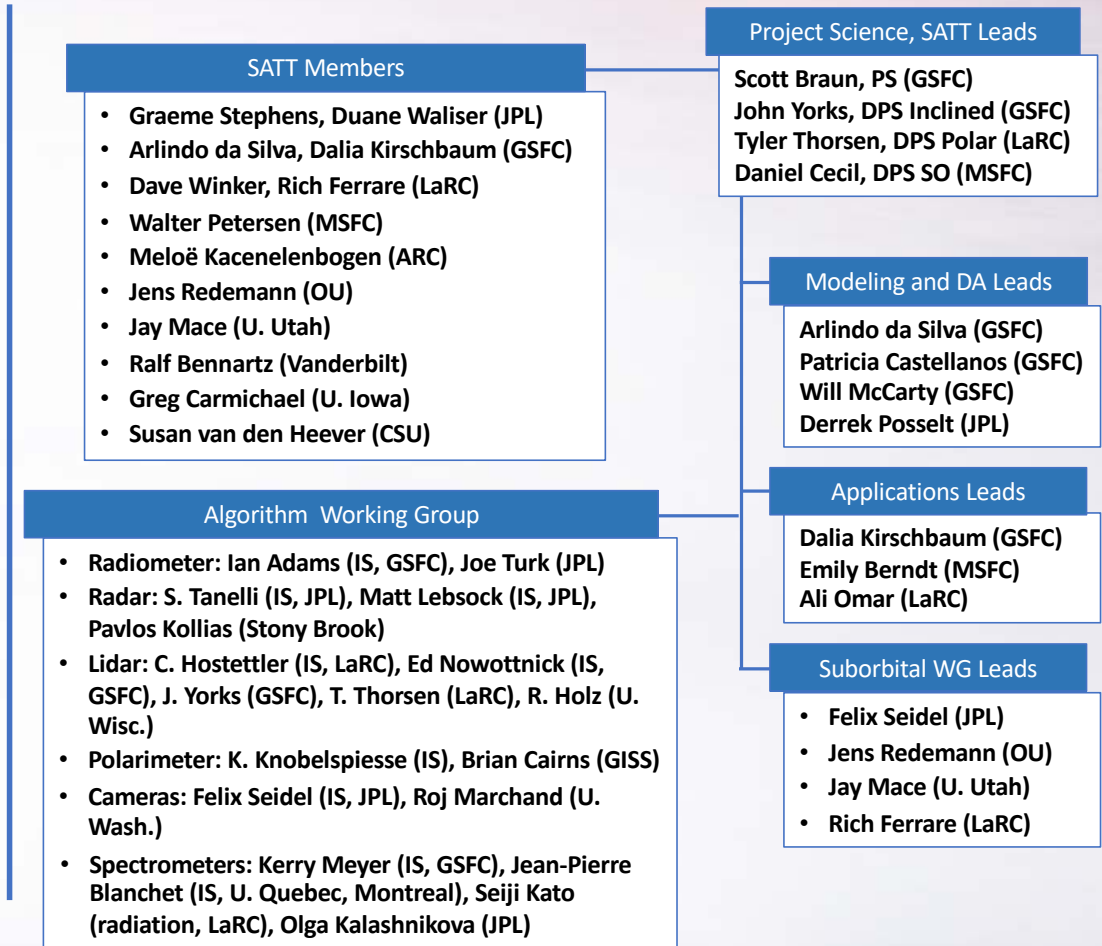 SATT Members
• Graeme Stephens, Duane Waliser (JPL)
• Arlindo da Silva, Dalia Kirschbaum (GSFC)
• Dave Winker, Rich Ferrare (LaRC)
• Walter Petersen (MSFC)
• Meloë Kacenelenbogen (ARC)
• Jens Redemann (OU)
• Jay Mace (U. Utah)
• Ralf Bennartz (Vanderbilt)
• Greg Carmichael (U. Iowa)
• Susan van den Heever (CSU)
Project Science, SATT Leads
Scott Braun, PS (GSFC)
John Yorks, DPS Inclined (GSFC)
Tyler Thorsen, DPS Polar (LaRC)
Daniel Cecil, DPS SO (MSFC)
Modeling and DA Leads
Arlindo da Silva (GSFC)
Patricia Castellanos (GSFC)
Will McCarty (GSFC)
Derrek Posselt (JPL)
Algorithm Working Group
• Radiometer: Ian Adams (IS, GSFC), Joe Turk (JPL)
• Radar: S. Tanelli (IS, JPL), Matt Lebsock (IS, JPL),
Pavlos Kollias (Stony Brook)
• Lidar: C. Hostettler (IS, LaRC), Ed Nowottnick (IS,
GSFC), J. Yorks (GSFC), T. Thorsen (LaRC), R. Holz (U.
Wisc.)
• Polarimeter: K. Knobelspiesse (IS), Brian Cairns (GISS)
• Cameras: Felix Seidel (IS, JPL), Roj Marchand (U.
Wash.)
• Spectrometers: Kerry Meyer (IS, GSFC), Jean-Pierre
Blanchet (IS, U. Quebec, Montreal), Seiji Kato
(radiation, LaRC), Olga Kalashnikova (JPL)
Applications Leads
Dalia Kirschbaum (GSFC)
Emily Berndt (MSFC)
Ali Omar (LaRC)
Suborbital WG Leads
• Felix Seidel (JPL)
• Jens Redemann (OU)
• Jay Mace (U. Utah)
• Rich Ferrare (LaRC)